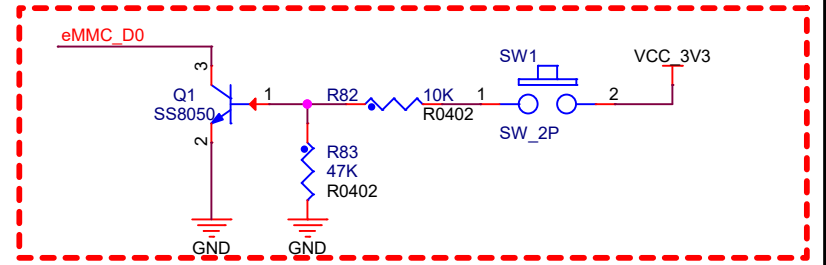 eMMC_D0
SW1
VCC_3V3
3
Q1
SS8050
1
R82
10K
R0402
1
2
SW_2P
2
R83
47K
R0402
GND
GND